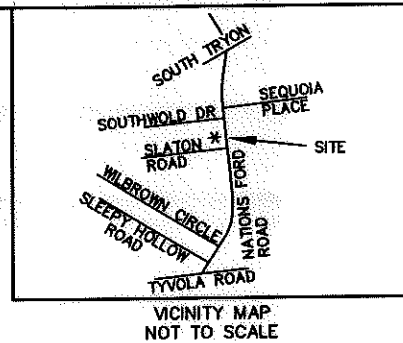 SOUTH TRYON
SEQUOIA
PLACE
SOUTHWOLD DR
SLATON
ROAD
*
SITE
WILBROWN CIRCLE
SLEEPY HOLLOW
ROAD
NATIONS FORD
ROAD
TYVOLA ROAD
VICINITY MAP
NOT TO SCALE